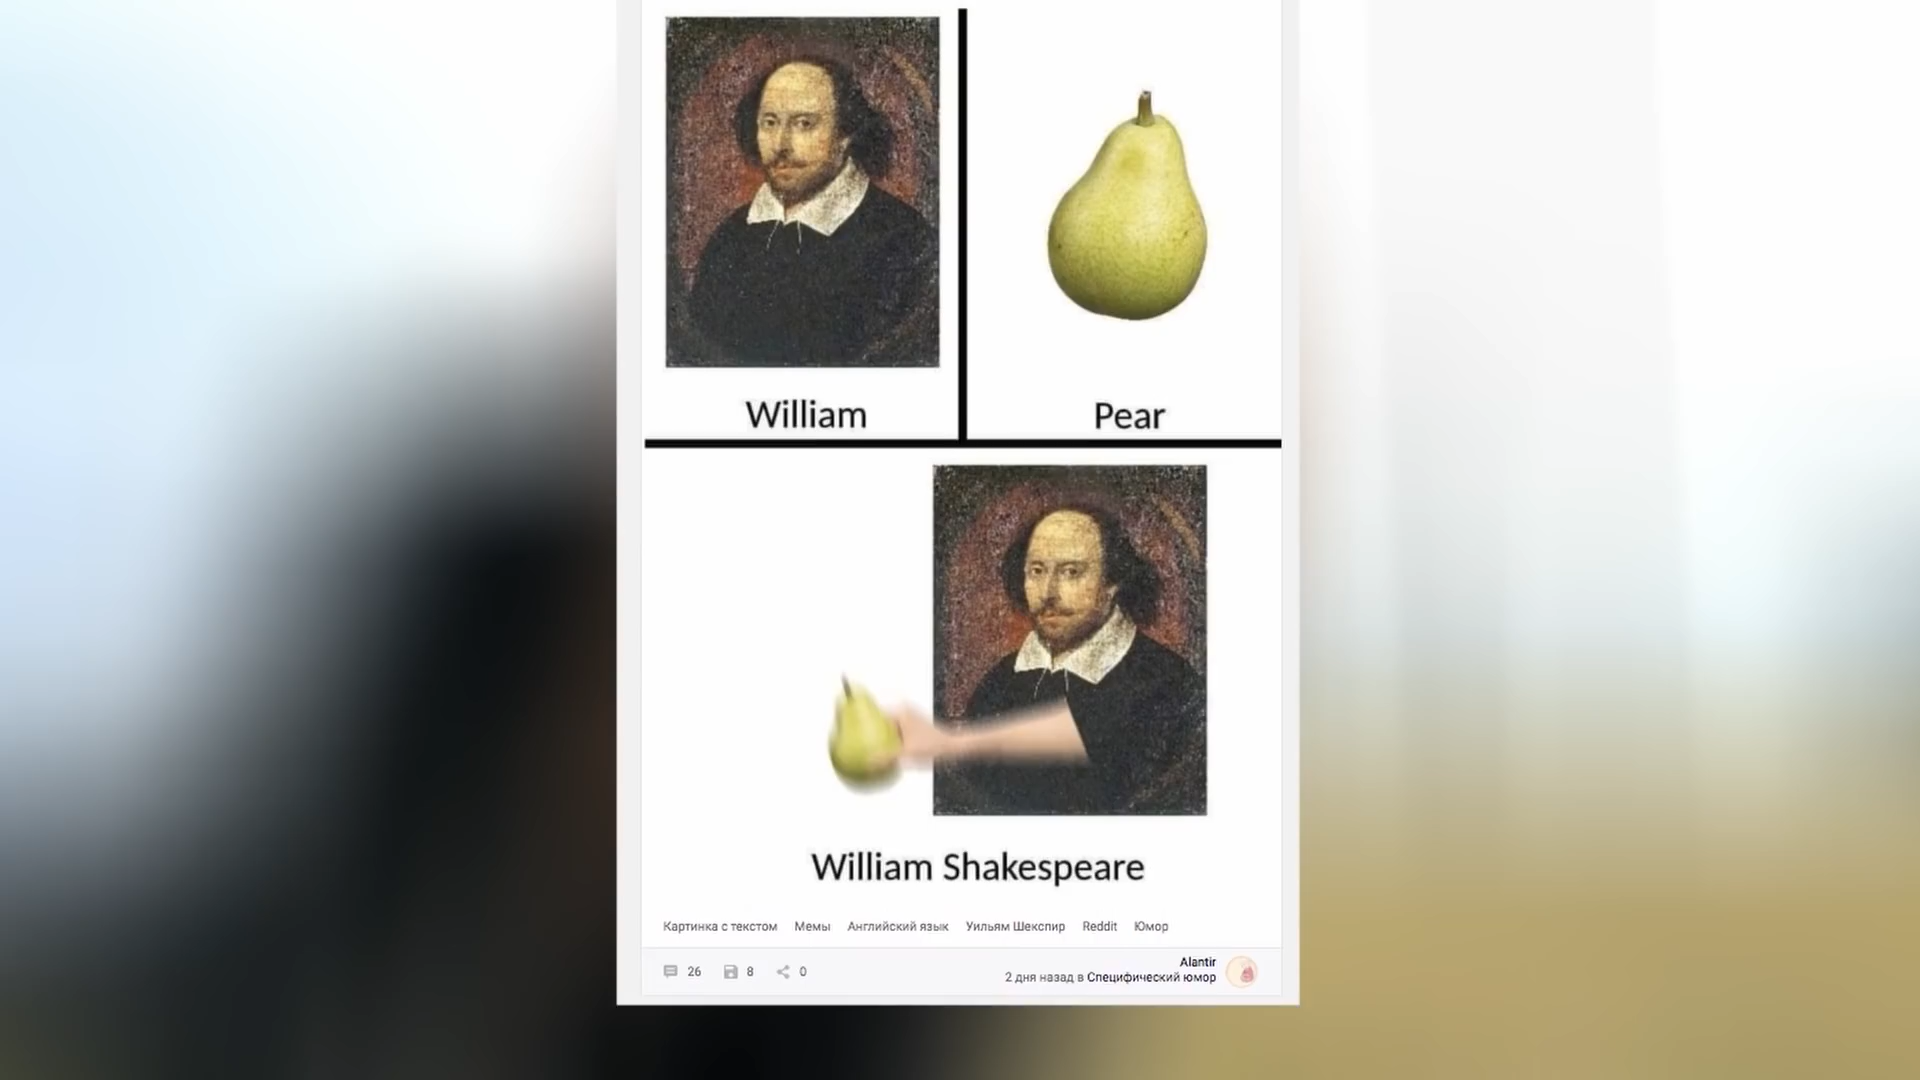 William
Pear
William Shakespeare
Картинка с текстом Мемы Английский язык Уильям Шекспир Reddit Юмор
26 8 0
Alantir
2 дня назад в Специфический юмор